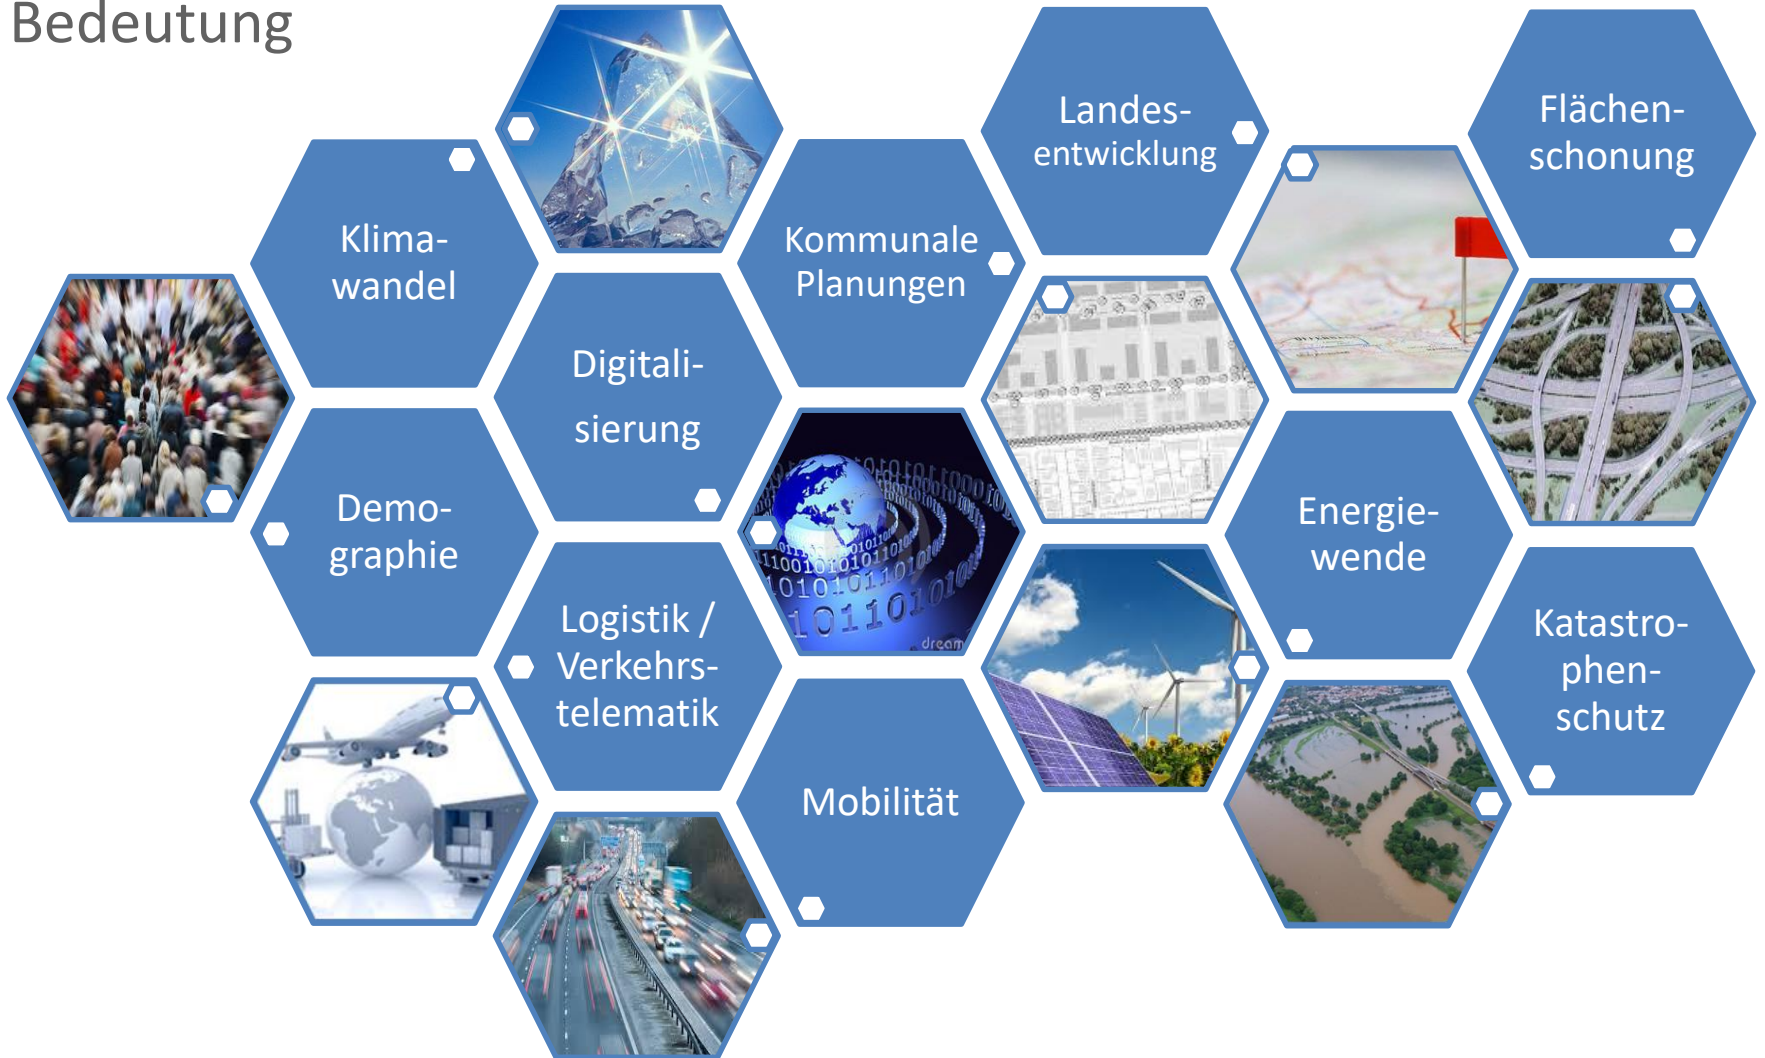 Bedeutung
Klima-
wandel
Demo-
graphie
Digitali-
sierung
Logistik /
Verkehrs-
telematik
Kommunale
Planungen
Mobilität
Landes-
entwicklung
Energie-
wende
Flächen-
schonung
Katastro-
phen-
schutz
dream